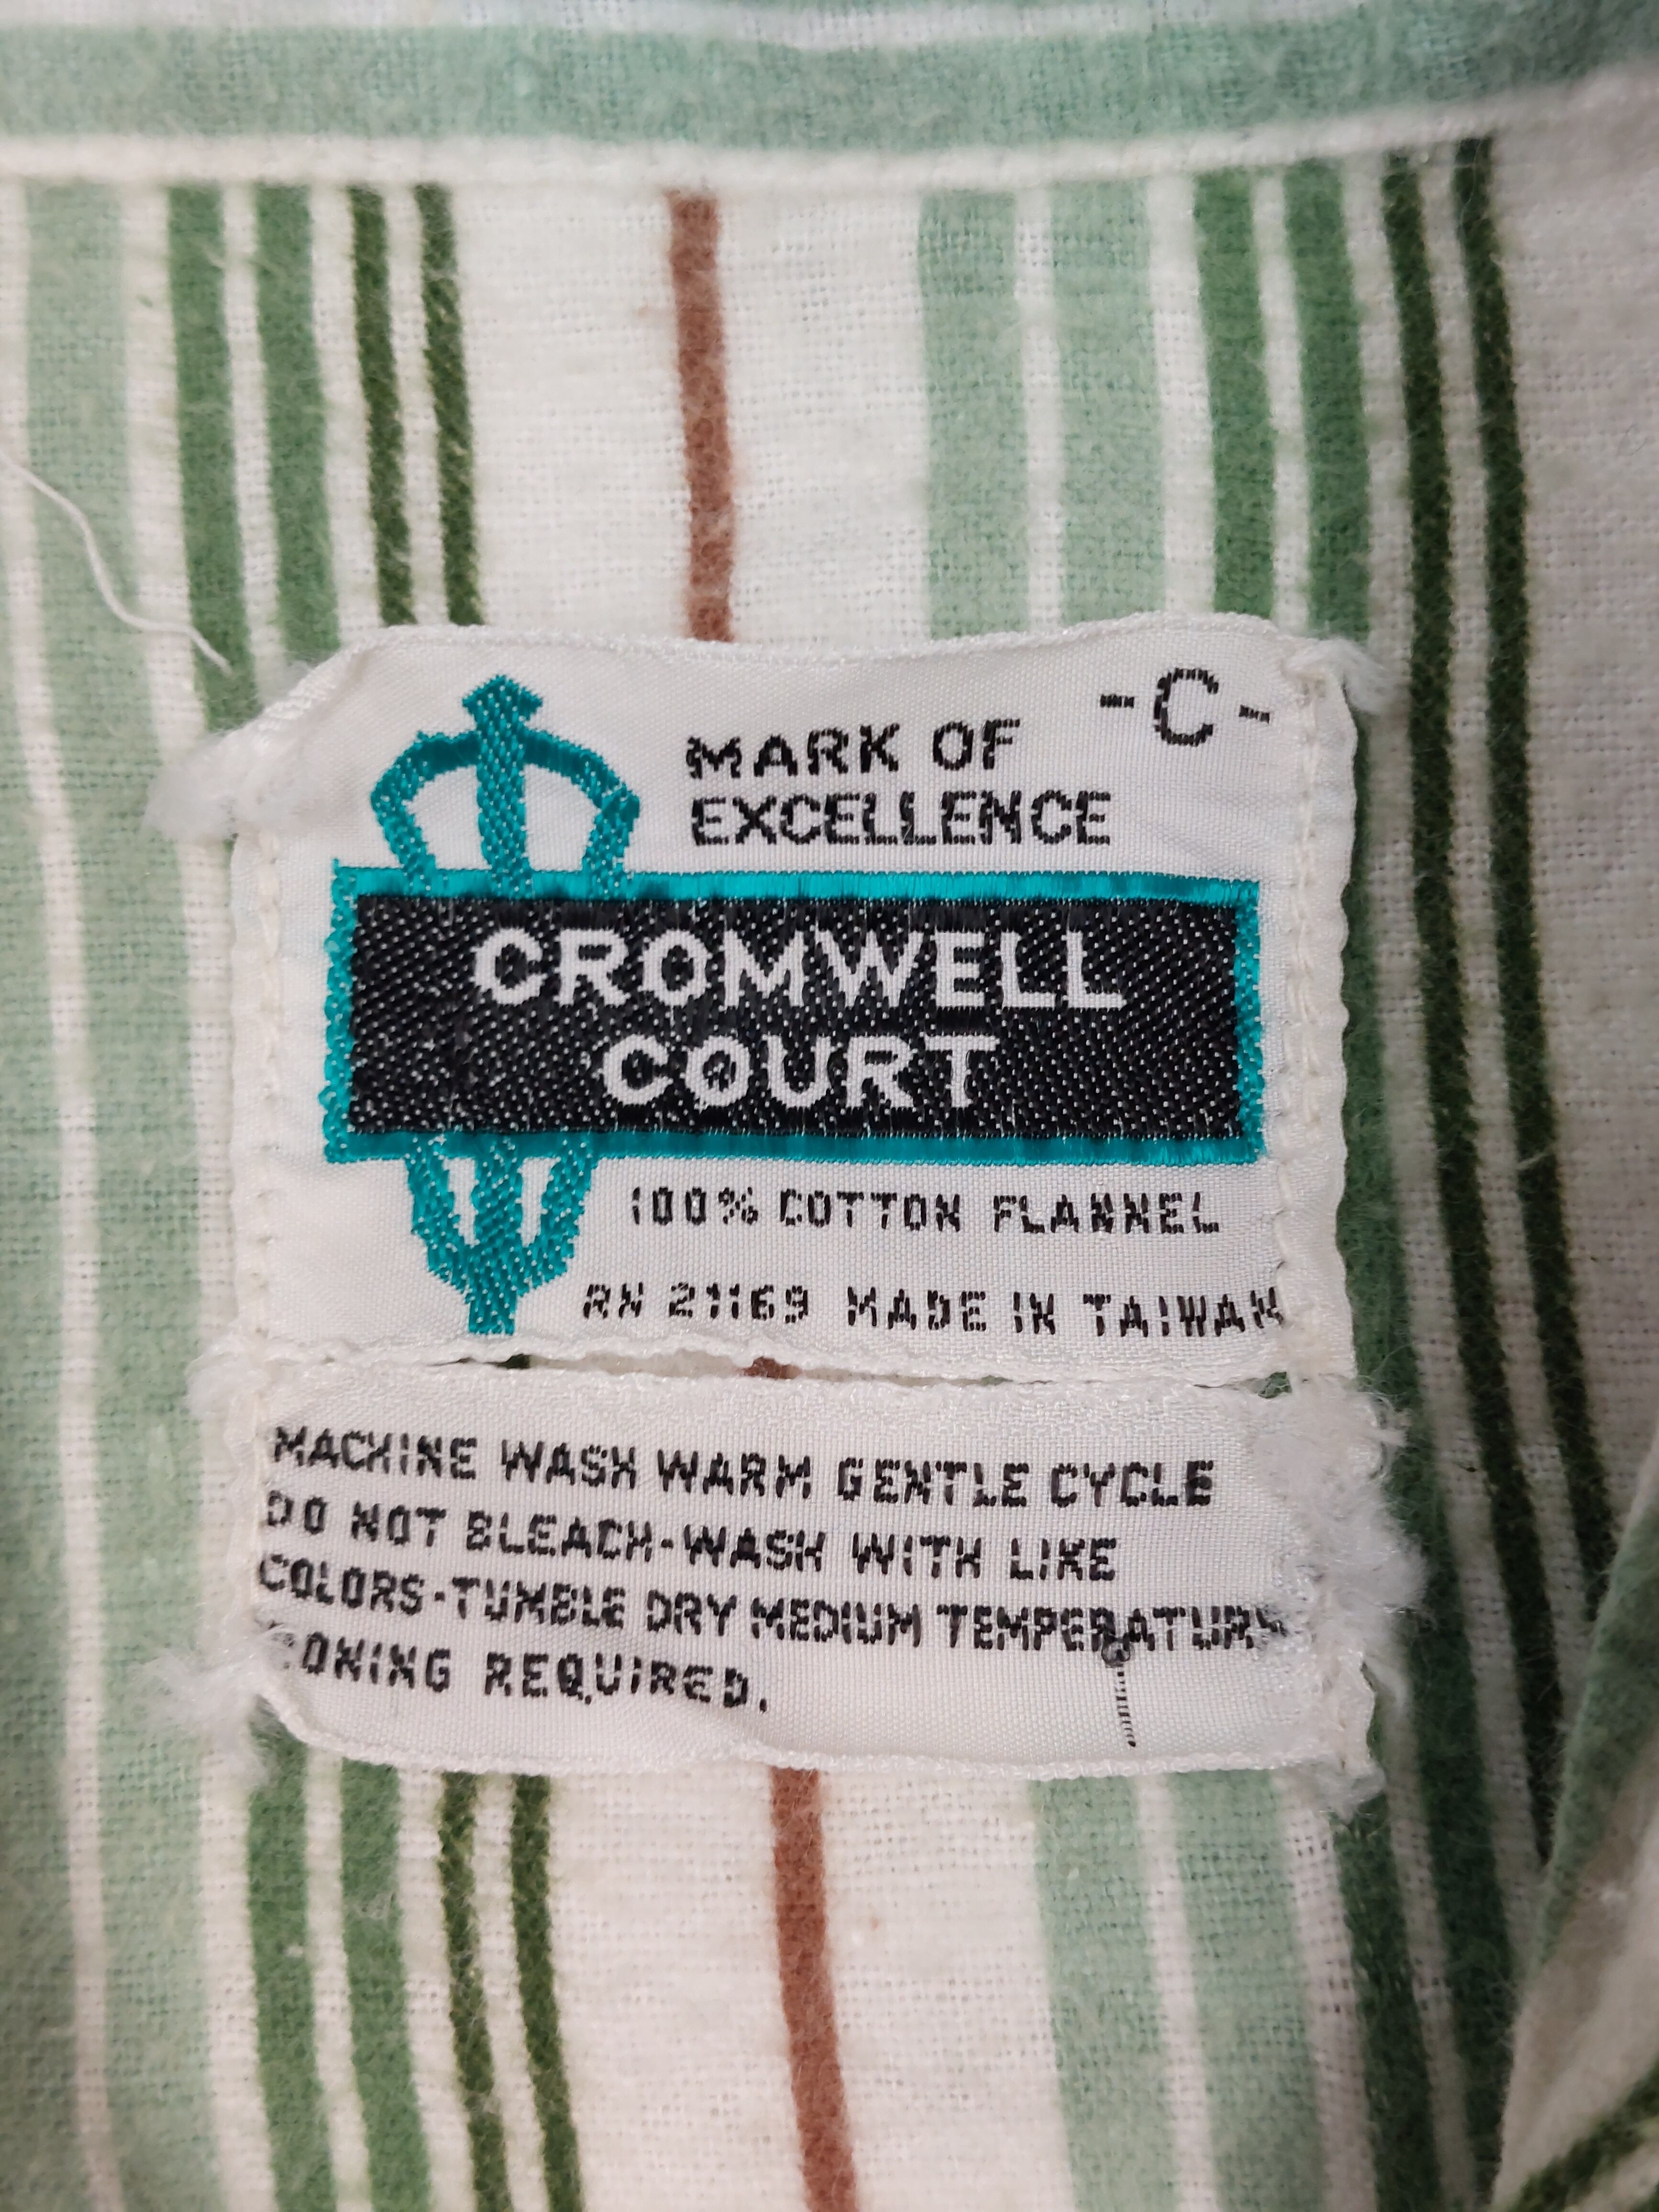 -C-
MARK OF
EXCELLENCE
CROMWELL
COURT
100% COTTON FLANNEL
RN 21169 MADE IN TAIWAN
MACHINE WASH WARM GENTLE CYCLE
DO NOT BLEACH-WASH WITH LIKE
COLORS-TUMBLE DRY MEDIUM TEMPERATURE
REQUIRED.